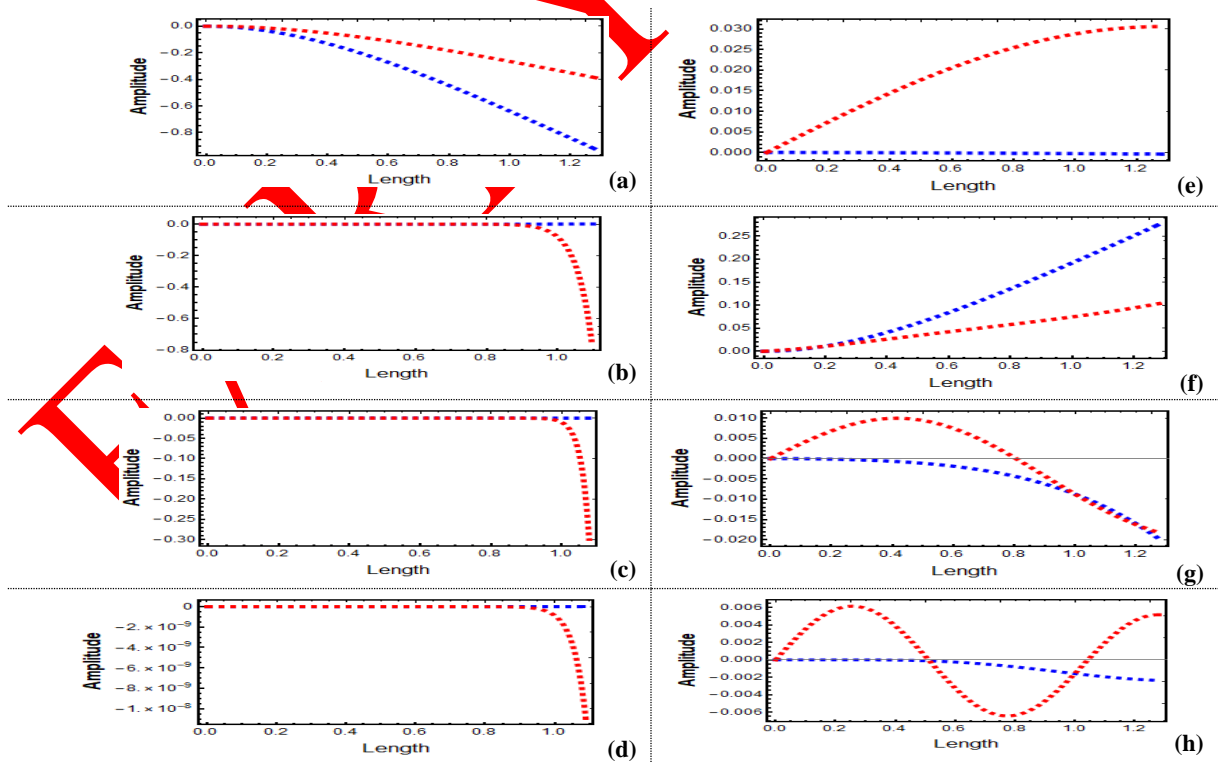 Amplitude
0.0
−0.2
−0.4
−0.6
−0.8
0.0 0.2 0.4 0.6 0.8 1.0 1.2
Length
(a)
Amplitude
0.030
0.025
0.020
0.015
0.010
0.005
0.000
0.0 0.2 0.4 0.6 0.8 1.0 1.2
Length
(e)
Amplitude
0.0
−0.2
−0.4
−0.6
−0.8
0.0 0.2 0.4 0.6 0.8 1.0
Length
(b)
Amplitude
0.25
0.20
0.15
0.10
0.05
0.00
0.0 0.2 0.4 0.6 0.8 1.0 1.2
Length
(f)
Amplitude
0.00
−0.05
−0.10
−0.15
−0.20
−0.25
−0.30
0.0 0.2 0.4 0.6 0.8 1.0
Length
(c)
Amplitude
0.010
0.005
0.000
−0.005
−0.010
−0.015
−0.020
0.0 0.2 0.4 0.6 0.8 1.0 1.2
Length
(g)
Amplitude
0
−2.×10⁻⁹
−4.×10⁻⁹
−6.×10⁻⁹
−8.×10⁻⁹
−1.×10⁻⁸
0.0 0.2 0.4 0.6 0.8 1.0
Length
(d)
Amplitude
0.006
0.004
0.002
0.000
−0.002
−0.004
−0.006
0.0 0.2 0.4 0.6 0.8 1.0 1.2
Length
(h)